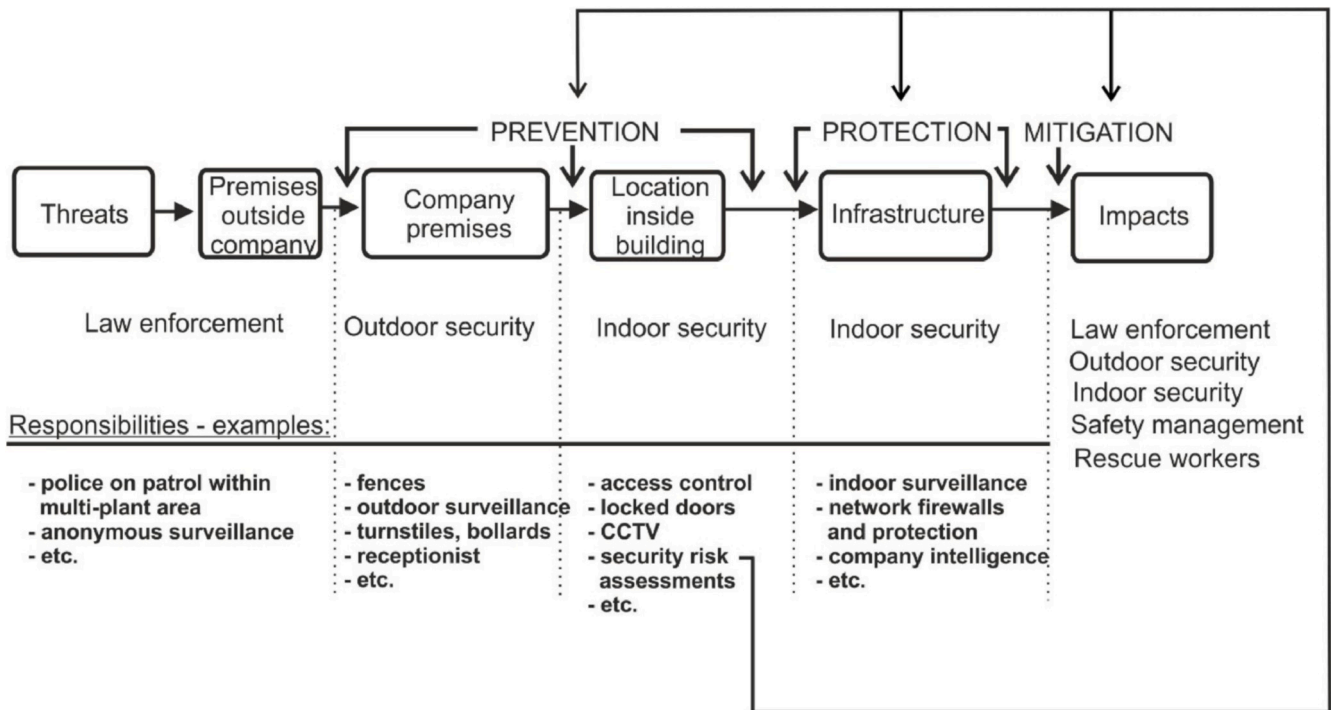 PREVENTION
PROTECTION
MITIGATION
Threats
Premises
outside
company
Company
premises
Location
inside
building
Infrastructure
Impacts
Law enforcement
Outdoor security
Indoor security
Indoor security
Law enforcement
Outdoor security
Indoor security
Safety management
Rescue workers
Responsibilities - examples:
- police on patrol within
multi-plant area
- anonymous surveillance
- etc.
- fences
- outdoor surveillance
- turnstiles, bollards
- receptionist
- etc.
- access control
- locked doors
- CCTV
- security risk
assessments
- etc.
- indoor surveillance
- network firewalls
and protection
- company intelligence
- etc.